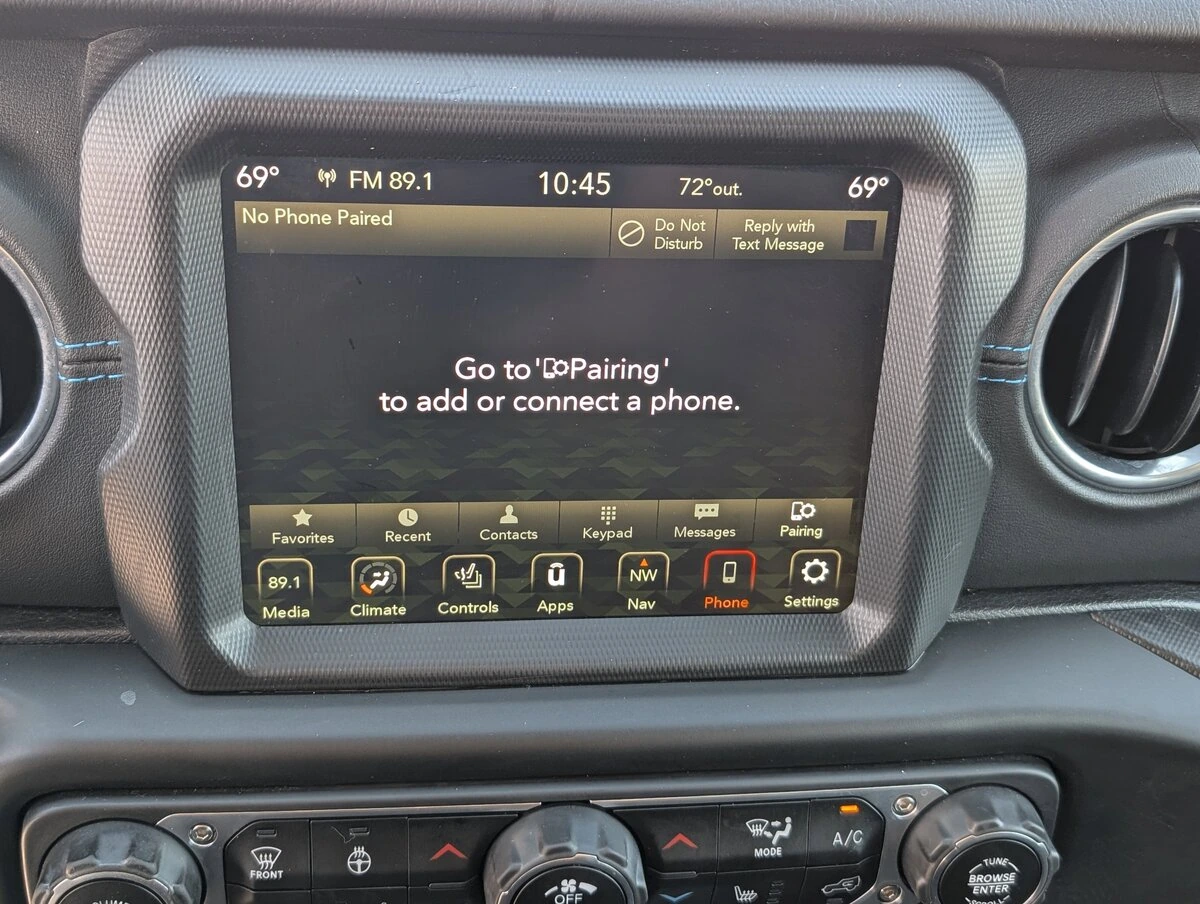 69° FM 89.1 10:45 72°out. 69°
No Phone Paired
Do Not
Disturb
Reply with
Text Message
Go to 'Pairing'
to add or connect a phone.
Favorites Recent Contacts Keypad Messages Pairing
89.1 NW
Media Climate Controls Apps Nav Phone Settings
FRONT
MODE
A/C
OFF
TUNE
BROWSE
ENTER
SCROLL